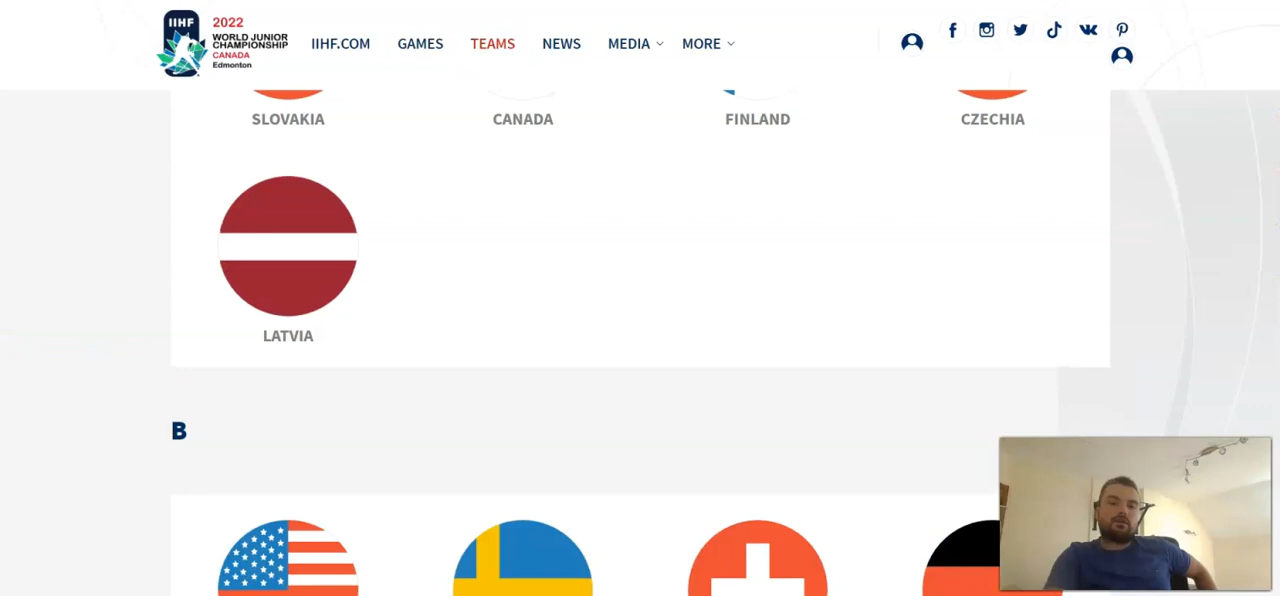 IIHF
2022
WORLD JUNIOR
CHAMPIONSHIP
CANADA
Edmonton
IIHF.COM GAMES TEAMS NEWS MEDIA MORE
SLOVAKIA CANADA FINLAND CZECHIA
LATVIA
B